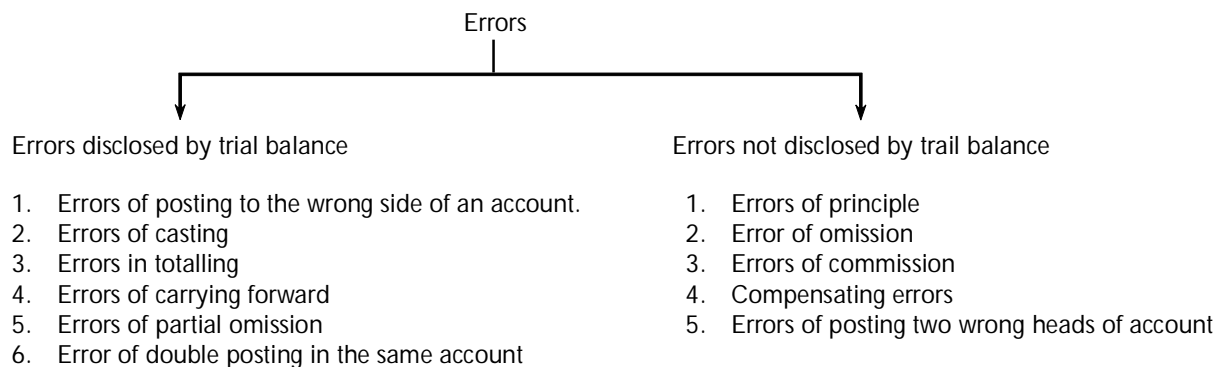 Errors
Errors disclosed by trial balance
1. Errors of posting to the wrong side of an account.
2. Errors of casting
3. Errors in totalling
4. Errors of carrying forward
5. Errors of partial omission
6. Error of double posting in the same account
Errors not disclosed by trail balance
1. Errors of principle
2. Error of omission
3. Errors of commission
4. Compensating errors
5. Errors of posting two wrong heads of account